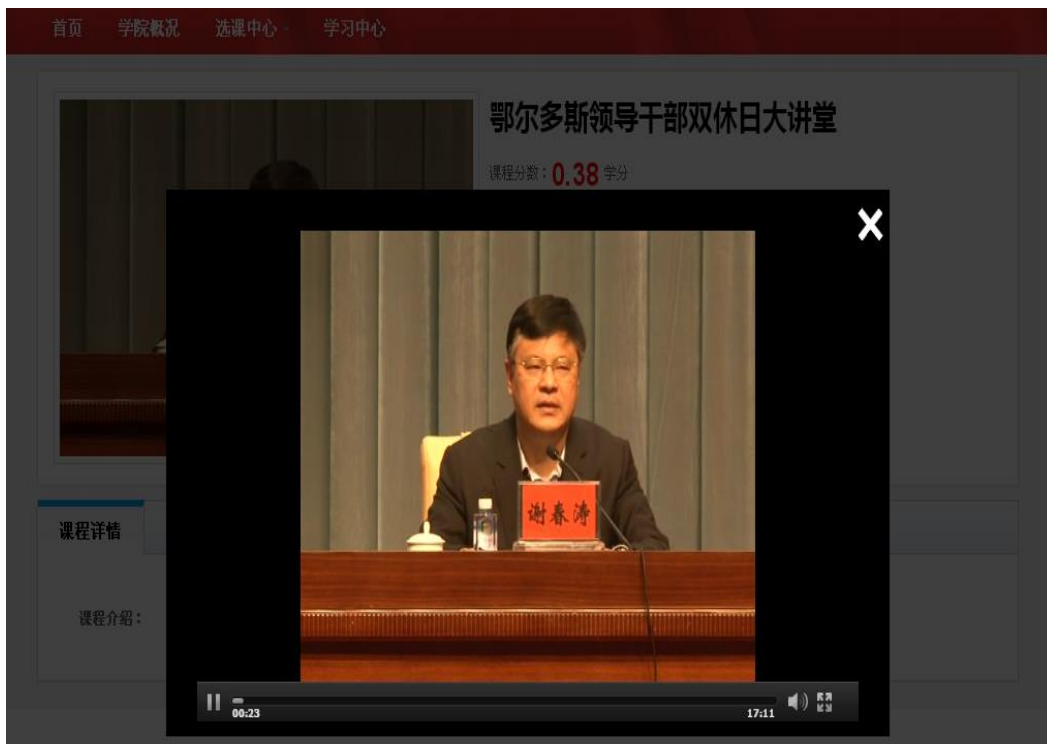 首页 学院概况 选课中心 学习中心
鄂尔多斯领导干部双休日大讲堂
课程分数：0.38 学分
谢春涛
课程详情
课程介绍：
00:23 17:11